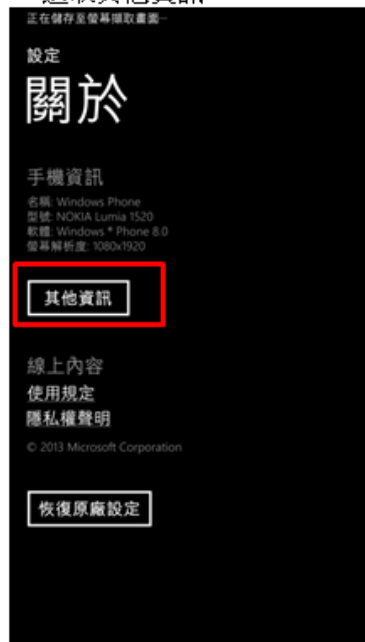 正在儲存至螢幕擷取畫面…
設定
關於
手機資訊
名稱: Windows Phone
型號: NOKIA Lumia 1520
軟體: Windows * Phone 8.0
螢幕解析度: 1080x1920
其他資訊
線上內容
使用規定
隱私權聲明
© 2013 Microsoft Corporation
恢復原廠設定